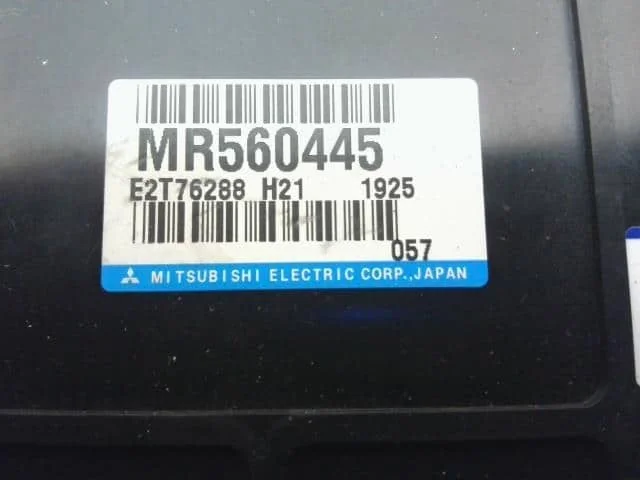 MR560445
E2T76288 H21 1925
057
MITSUBISHI ELECTRIC CORP.,JAPAN